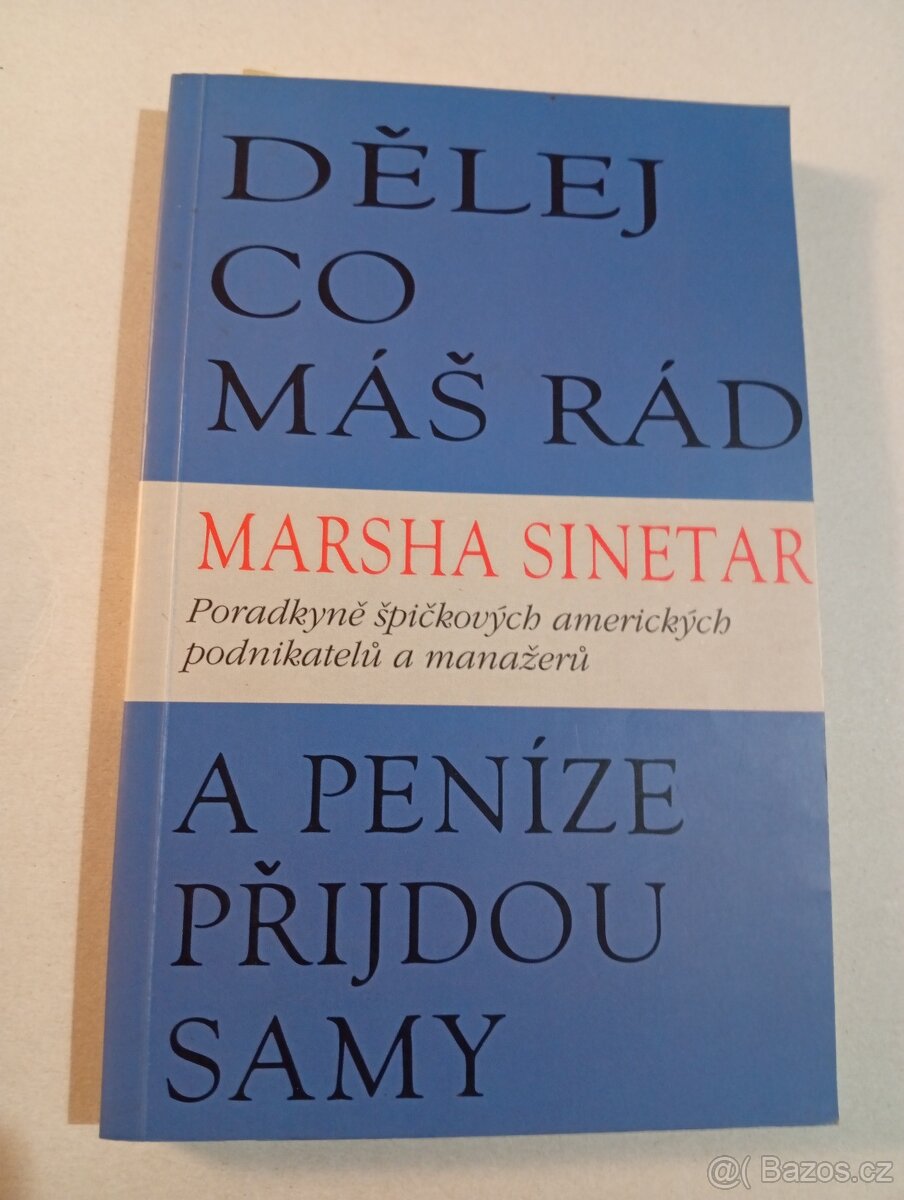 DĚLEJ
CO
MÁŠ RÁD
MARSHA SINETAR
Poradkyně špičkových amerických
podnikatelů a manažerů
A PENÍZE
PŘIJDOU
SAMY
@( Bazos.cz